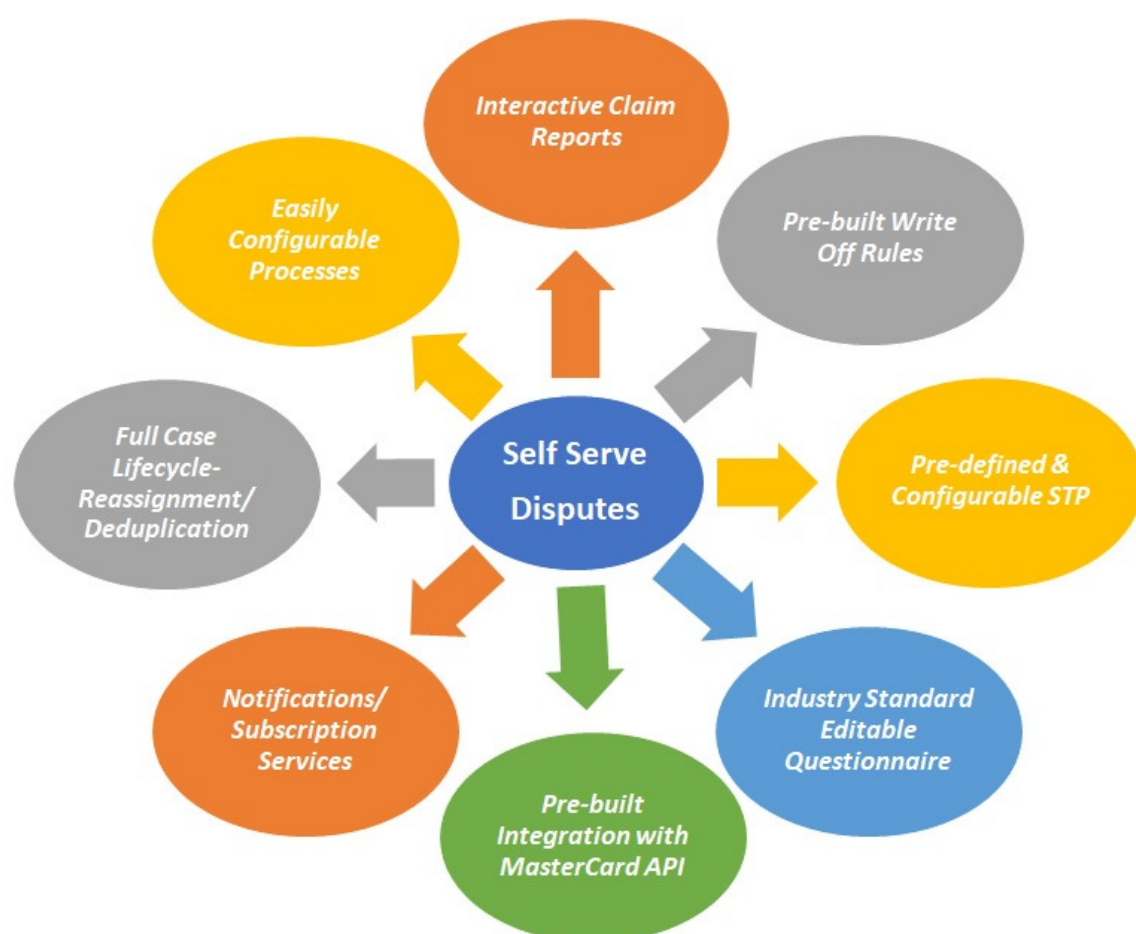 Interactive Claim
Reports
Easily
Configurable
Processes
Pre-built Write
Off Rules
Full Case
Lifecycle-
Reassignment/
Deduplication
Self Serve
Disputes
Pre-defined &
Configurable STP
Notifications/
Subscription
Services
Industry Standard
Editable
Questionnaire
Pre-built
Integration with
MasterCard API